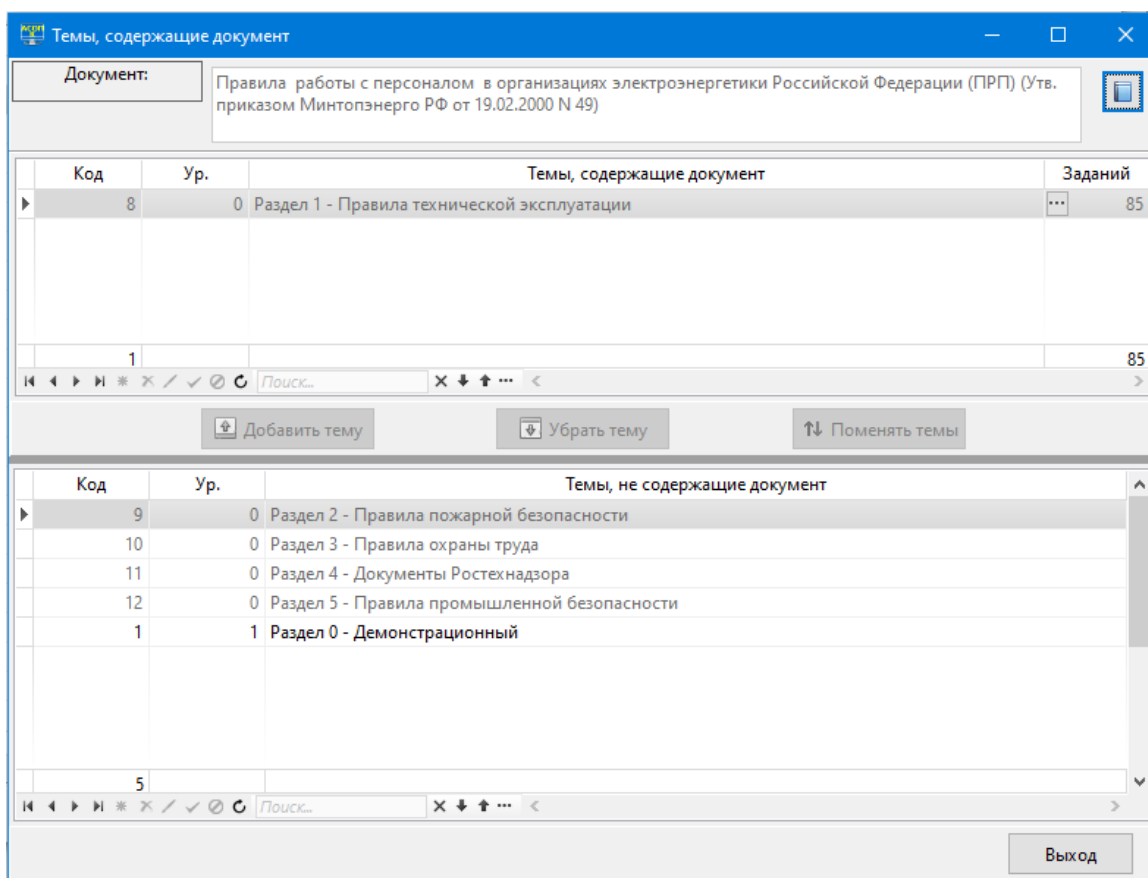 Темы, содержащие документ
Документ:
Правила работы с персоналом в организациях электроэнергетики Российской Федерации (ПРП) (Утв.
приказом Минтопэнерго РФ от 19.02.2000 N 49)
Код Ур. Темы, содержащие документ Заданий
8 0 Раздел 1 - Правила технической эксплуатации ... 85
1 85
Поиск...
Добавить тему Убрать тему Поменять темы
Код Ур. Темы, не содержащие документ
9 0 Раздел 2 - Правила пожарной безопасности
10 0 Раздел 3 - Правила охраны труда
11 0 Раздел 4 - Документы Ростехнадзора
12 0 Раздел 5 - Правила промышленной безопасности
1 1 Раздел 0 - Демонстрационный
5
Поиск...
Выход